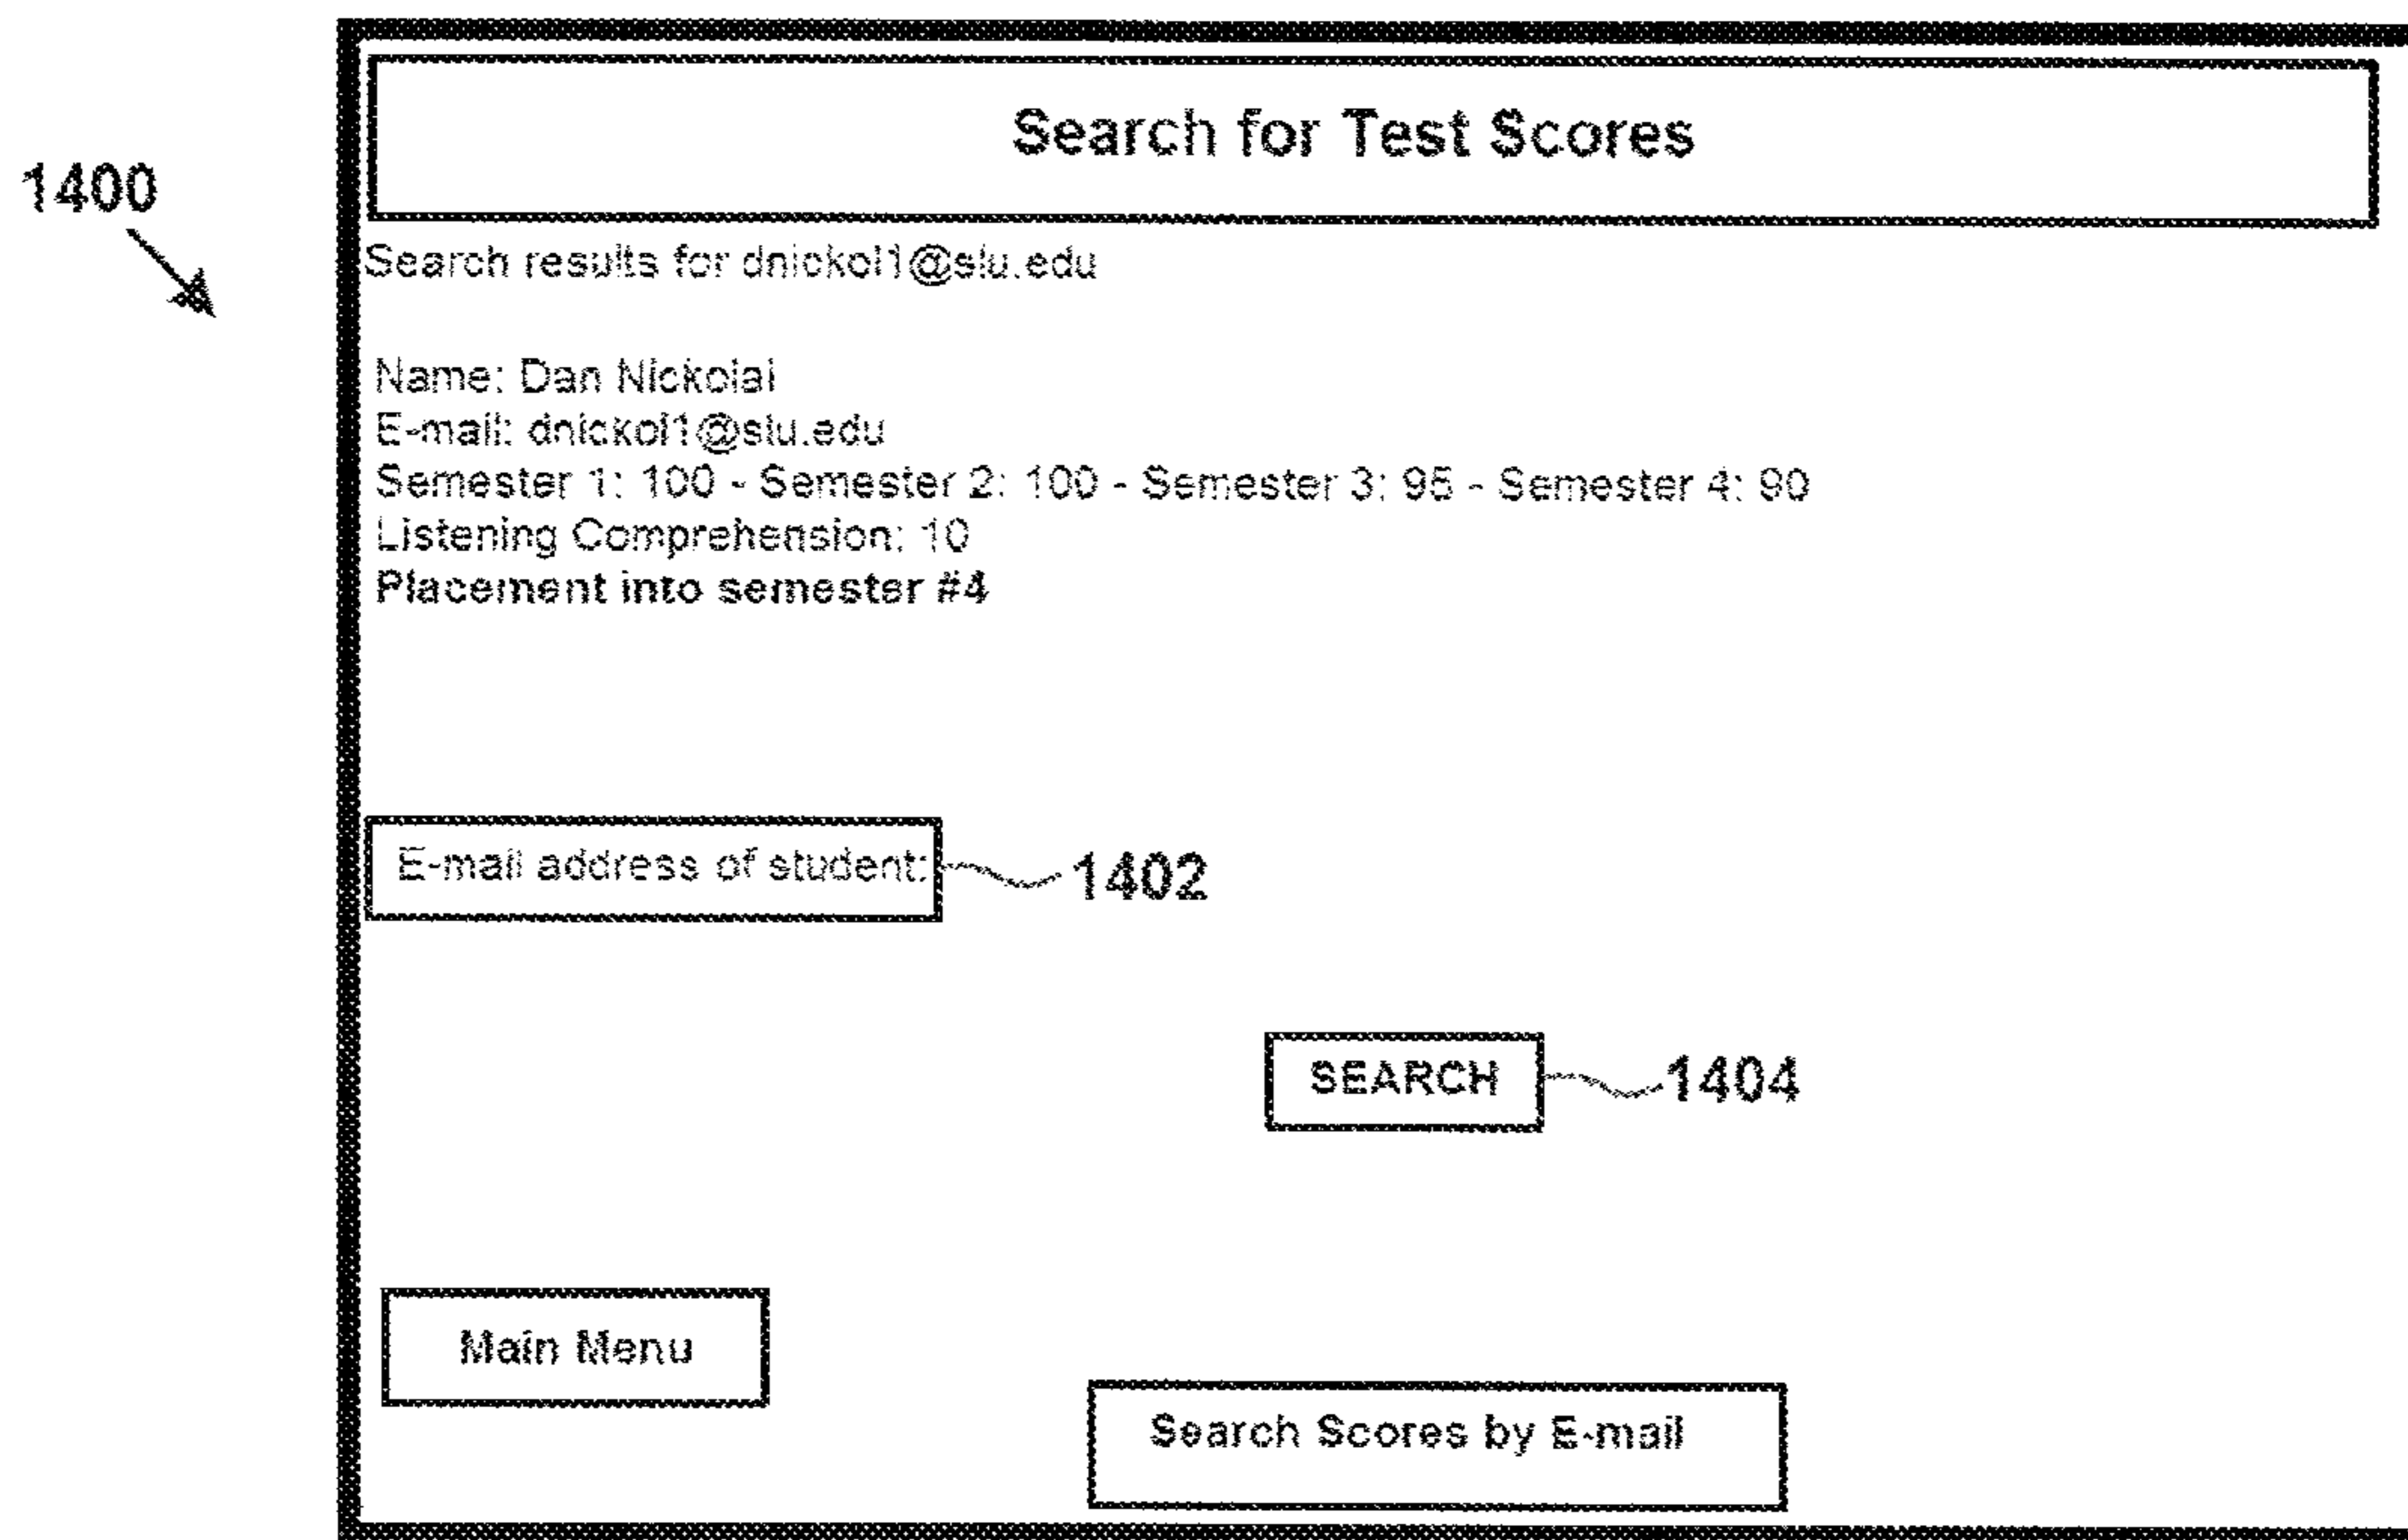 Search for Test Scores
1400
Search results for dnickol1@slu.edu
Name: Dan Nickolai
E-mail: dnickol1@slu.edu
Semester 1: 100 - Semester 2: 100 - Semester 3: 95 - Semester 4: 90
Listening Comprehension: 10
Placement into semester #4
E-mail address of student:
1402
SEARCH
1404
Main Menu
Search Scores by E-mail